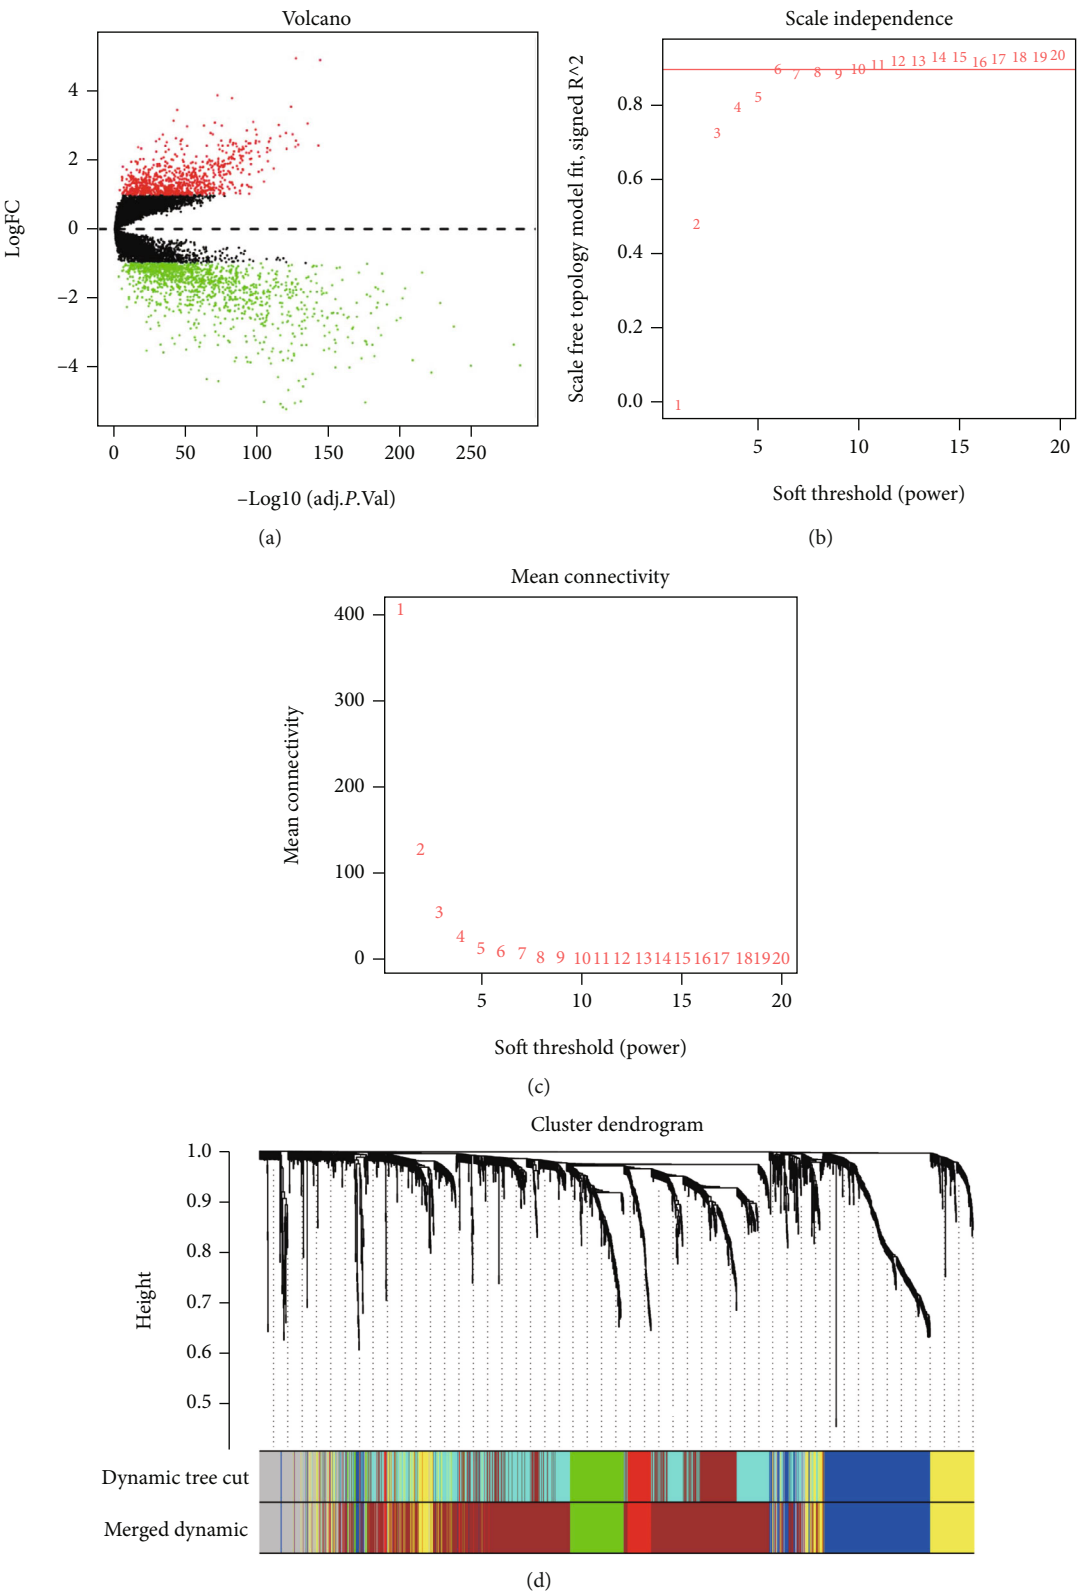 Volcano
LogFC
4
2
0
–2
–4
0 50 100 150 200 250
–Log10 (adj.P.Val)
(a)
Scale independence
Scale free topology model fit, signed R^2
0.8
0.6
0.4
0.2
0.0
1 2 3 4 5 6 7 8 9 10 11 12 13 14 15 16 17 18 19 20
5 10 15 20
Soft threshold (power)
(b)
Mean connectivity
Mean connectivity
400
300
200
100
0
1 2 3 4 5 6 7 8 9 10 11 12 13 14 15 16 17 18 19 20
5 10 15 20
Soft threshold (power)
(c)
Cluster dendrogram
Height
1.0
0.9
0.8
0.7
0.6
0.5
Dynamic tree cut
Merged dynamic
(d)